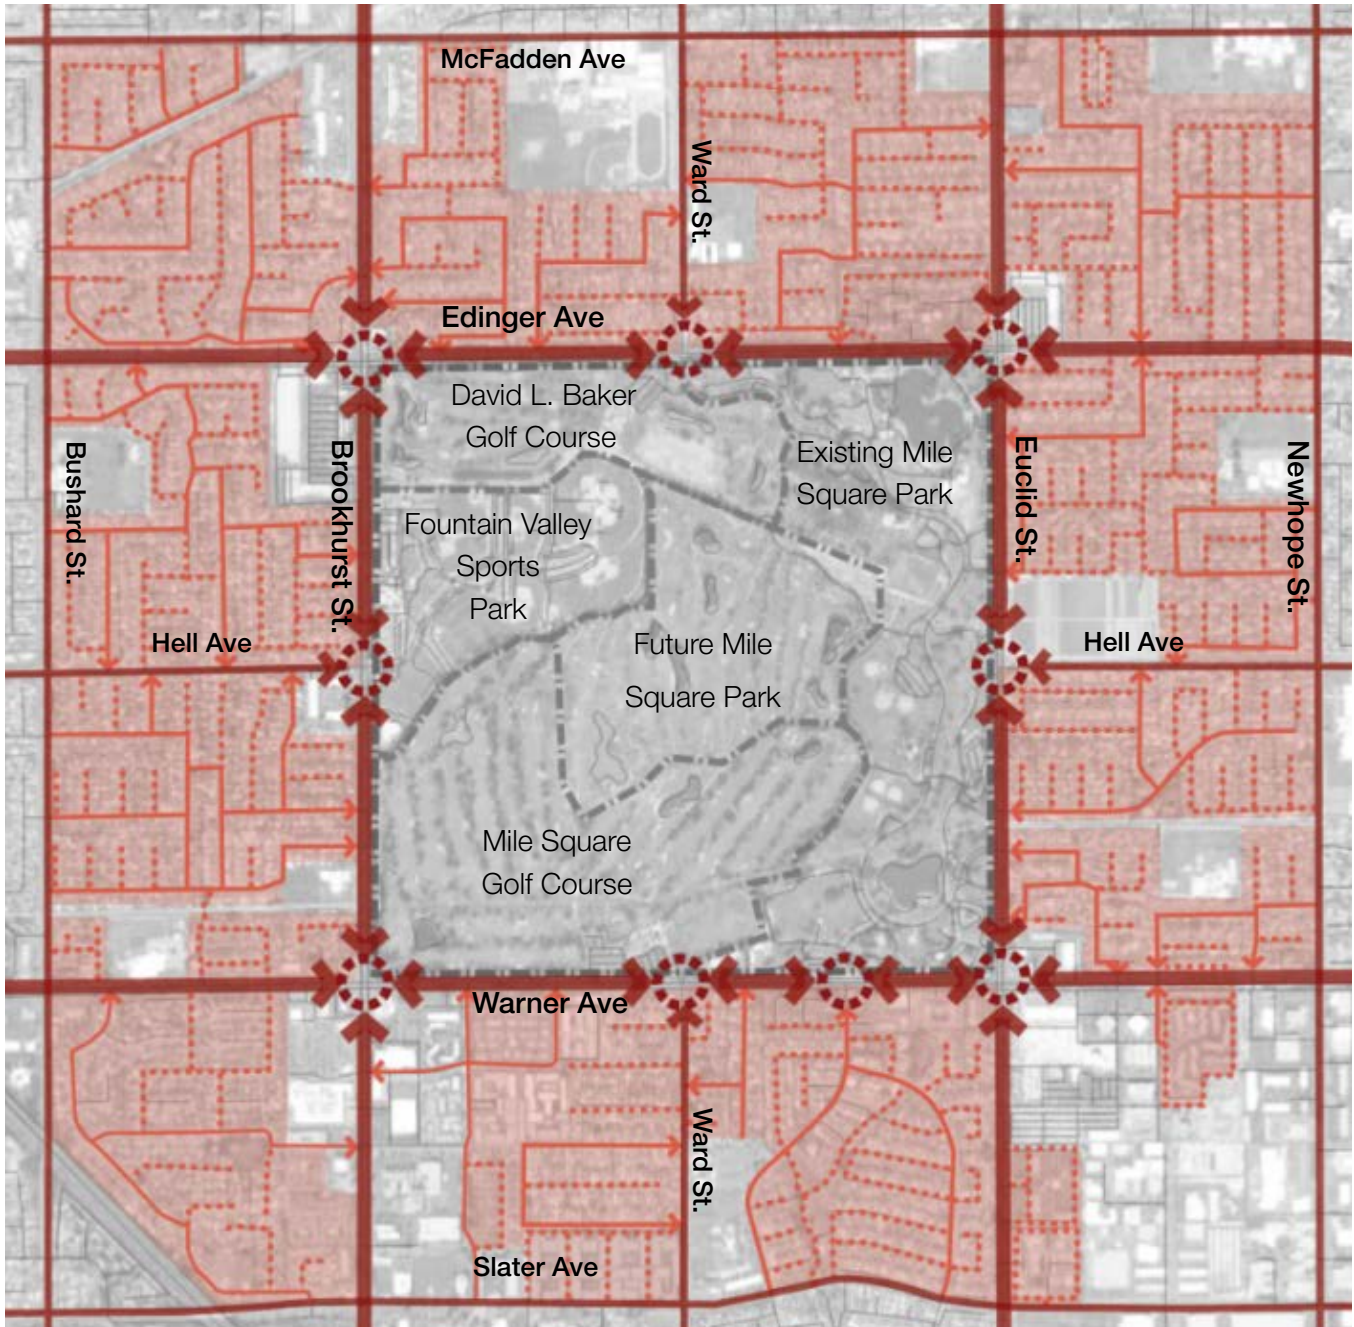 McFadden Ave
Ward St.
Edinger Ave
David L. Baker
Golf Course
Existing Mile
Square Park
Bushard St.
Brookhurst St.
Euclid St.
Newhope St.
Fountain Valley
Sports
Park
Hell Ave
Future Mile
Square Park
Hell Ave
Mile Square
Golf Course
Warner Ave
Ward St.
Slater Ave